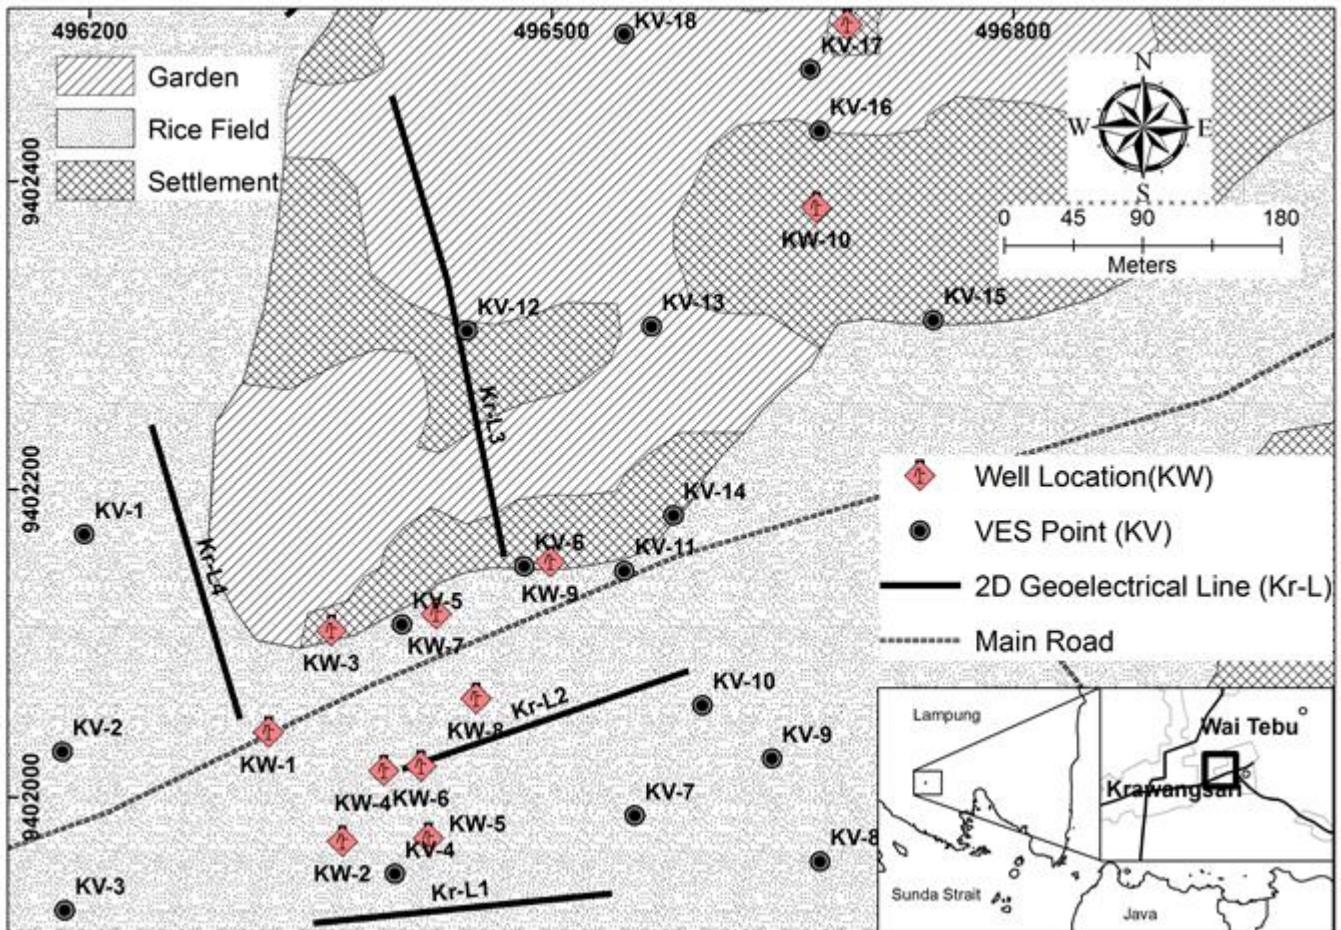 496200
496500
KV-18
496800
KV-17
Garden
N
Rice Field
KV-16
W
E
Settlement
S
9402400
KW-10
0 45 90 180
Meters
KV-12
KV-13
KV-15
Kr-L3
9402200
KV-14
Well Location(KW)
KV-1
VES Point (KV)
Kr-L4
KV-6
KV-11
KW-9
2D Geoelectrical Line (Kr-L)
KV-5
KW-7
KW-3
Main Road
KV-10
Kr-L2
KW-8
Lampung
Wai Tebu
KV-2
KW-1
KV-9
Krawangsari
9402000
KW-4
KW-6
KV-7
KW-5
KV-4
KW-2
KV-8
KV-3
Kr-L1
Sunda Strait
Java